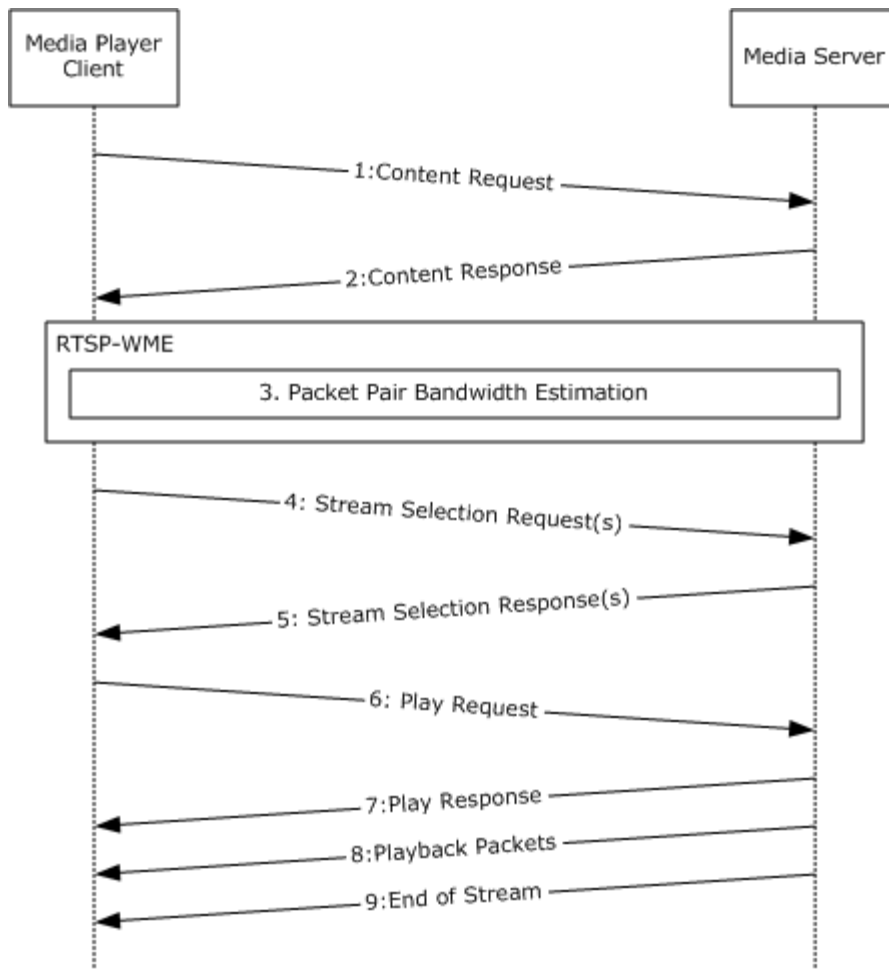 Media Player
Client
Media Server
1:Content Request
2:Content Response
RTSP-WME
3. Packet Pair Bandwidth Estimation
4: Stream Selection Request(s)
5: Stream Selection Response(s)
6: Play Request
7:Play Response
8:Playback Packets
9:End of Stream